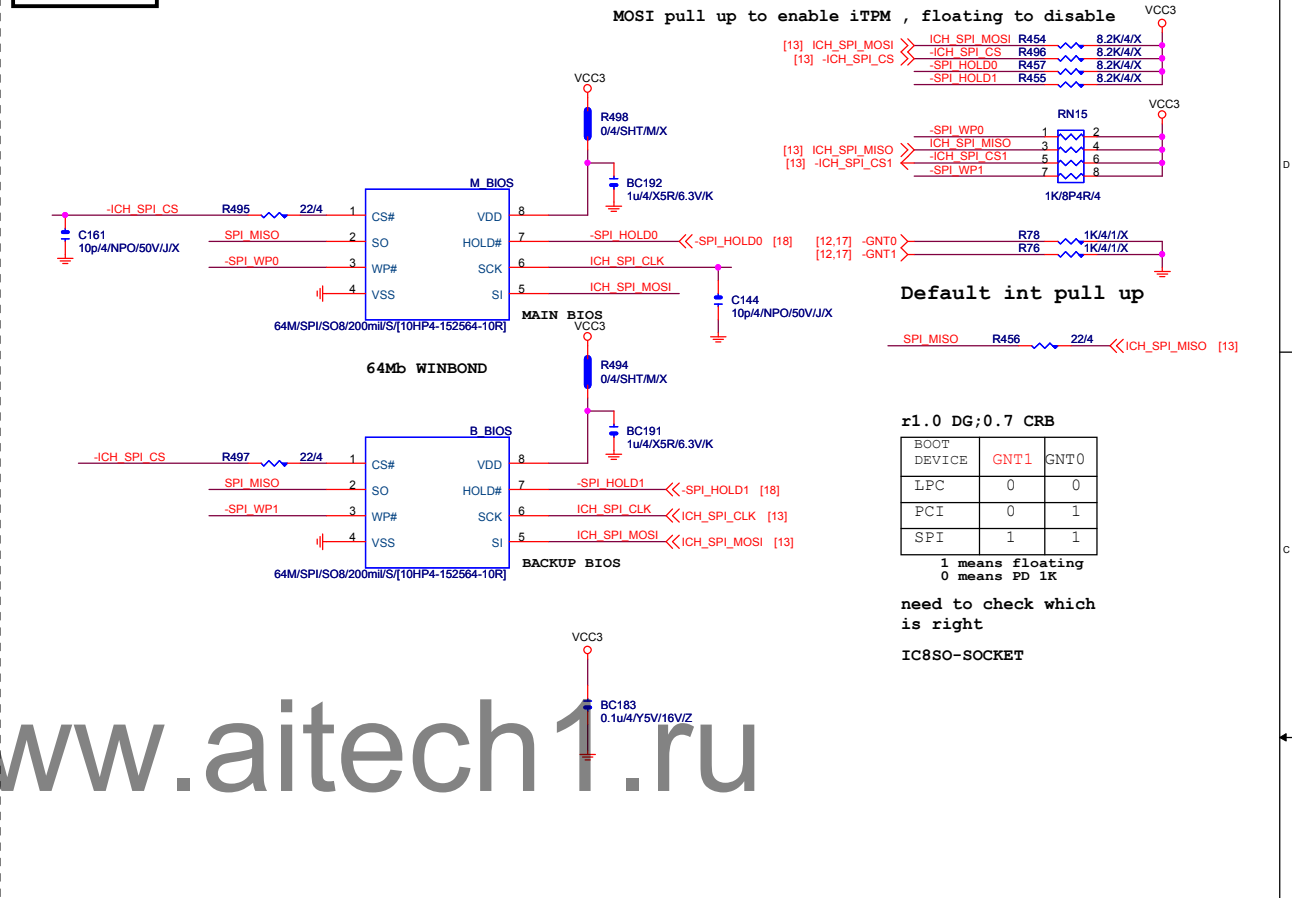 MOSI pull up to enable iTPM , floating to disable
VCC3
[13] ICH_SPI_MOSI ICH_SPI_MOSI R454 8.2K/4/X
[13] -ICH_SPI_CS -ICH_SPI_CS R496 8.2K/4/X
-SPI_HOLD0 R457 8.2K/4/X
-SPI_HOLD1 R455 8.2K/4/X
VCC3
RN15
-SPI_WP0 1 2
[13] ICH_SPI_MISO ICH_SPI_MISO 3 4
[13] -ICH_SPI_CS1 -ICH_SPI_CS1 5 6
-SPI_WP1 7 8
1K/8P4R/4
D
VCC3
R498
0/4/SHT/M/X
BC192
1u/4/X5R/6.3V/K
M_BIOS
-ICH_SPI_CS R495 22/4 1 CS# VDD 8
C161
10p/4/NPO/50V/J/X
SPI_MISO 2 SO HOLD# 7 -SPI_HOLD0 -SPI_HOLD0 [18]
-SPI_WP0 3 WP# SCK 6 ICH_SPI_CLK
4 VSS SI 5 ICH_SPI_MOSI
C144
10p/4/NPO/50V/J/X
64M/SPI/SO8/200mil/S/[10HP4-152564-10R]
MAIN BIOS
64Mb WINBOND
[12,17] -GNT0 R78 1K/4/1/X
[12,17] -GNT1 R76 1K/4/1/X
Default int pull up
SPI_MISO R456 22/4 ICH_SPI_MISO [13]
VCC3
R494
0/4/SHT/M/X
BC191
1u/4/X5R/6.3V/K
B_BIOS
-ICH_SPI_CS R497 22/4 1 CS# VDD 8
SPI_MISO 2 SO HOLD# 7 -SPI_HOLD1 -SPI_HOLD1 [18]
-SPI_WP1 3 WP# SCK 6 ICH_SPI_CLK ICH_SPI_CLK [13]
4 VSS SI 5 ICH_SPI_MOSI ICH_SPI_MOSI [13]
64M/SPI/SO8/200mil/S/[10HP4-152564-10R]
BACKUP BIOS
r1.0 DG;0.7 CRB
BOOT
DEVICE GNT1 GNT0
LPC 0 0
PCI 0 1
SPI 1 1
1 means floating
0 means PD 1K
C
need to check which
is right
IC8SO-SOCKET
VCC3
BC183
0.1u/4/Y5V/16V/Z
ww.aitech1.ru